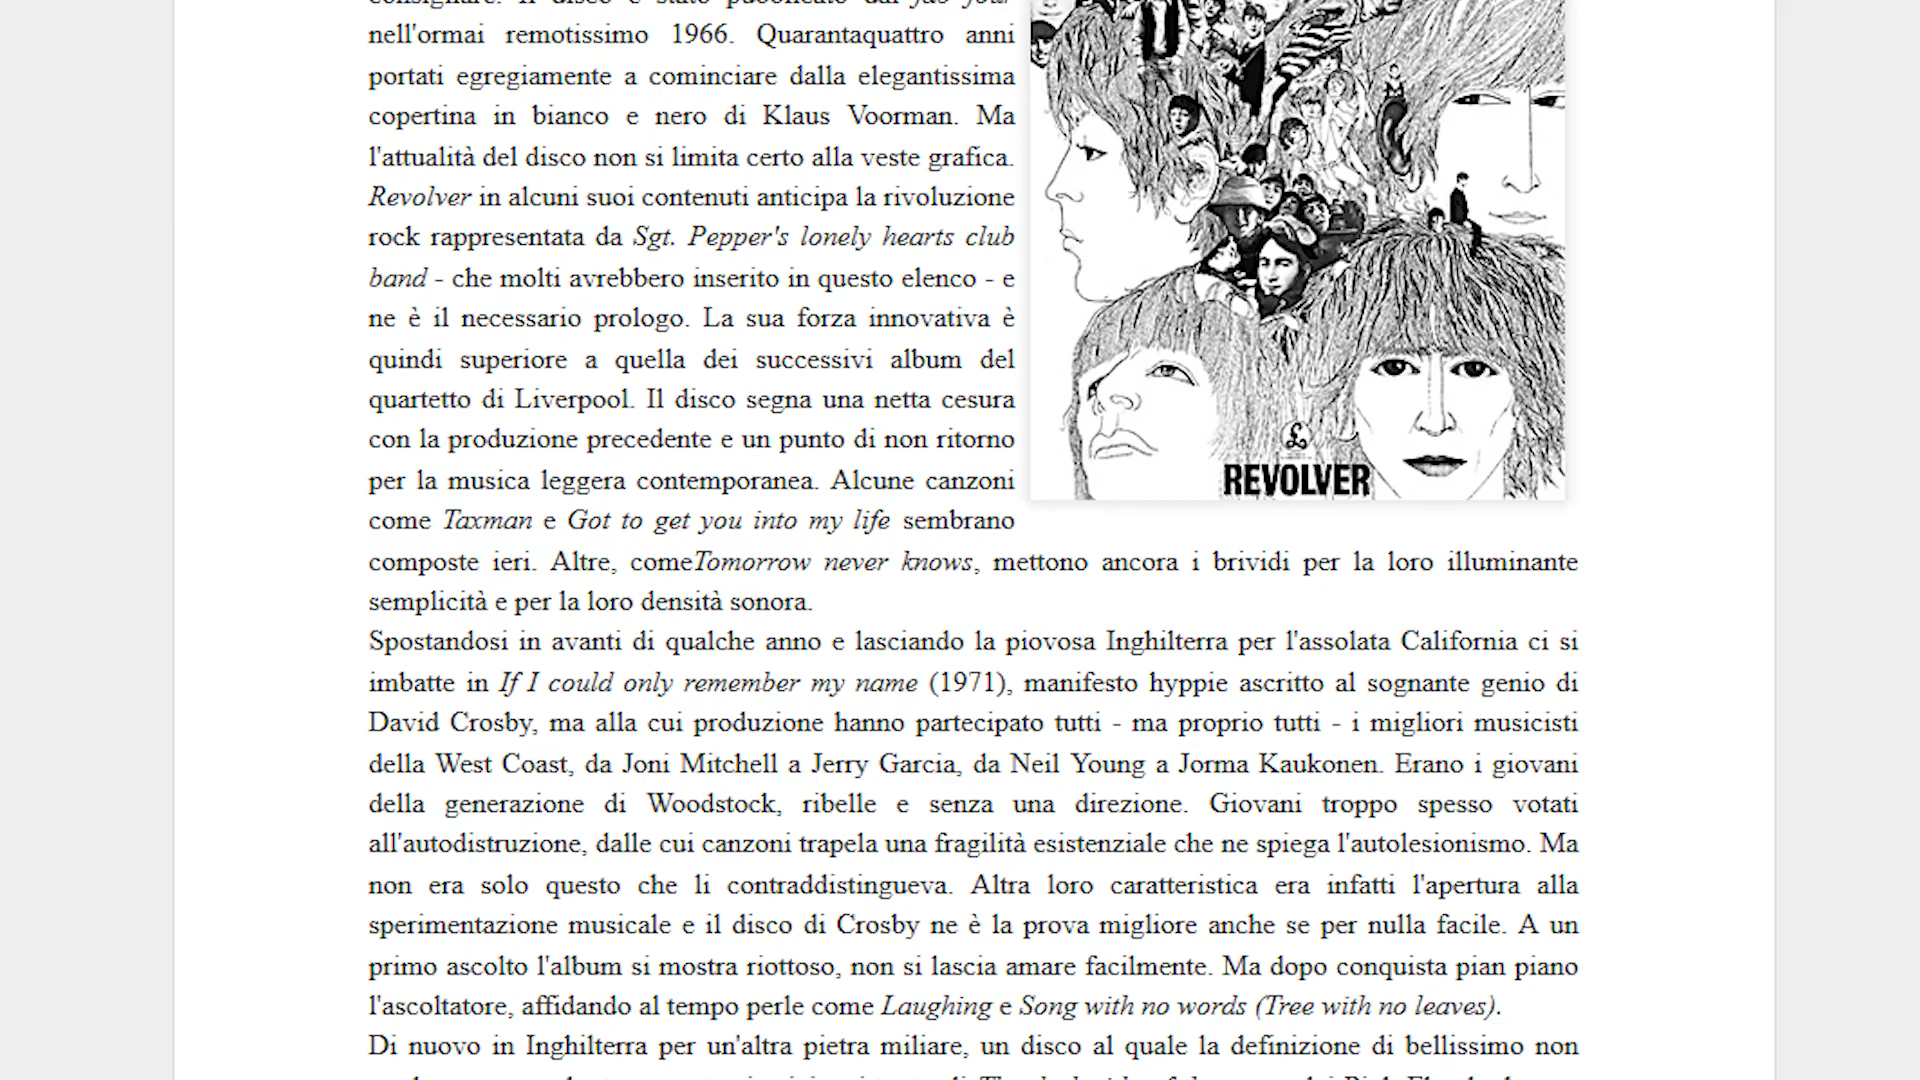 nell'ormai remotissimo 1966. Quarantaquattro anni
portati egregiamente a cominciare dalla elegantissima
copertina in bianco e nero di Klaus Voorman. Ma
l'attualità del disco non si limita certo alla veste grafica.
Revolver in alcuni suoi contenuti anticipa la rivoluzione
rock rappresentata da Sgt. Pepper's lonely hearts club
band - che molti avrebbero inserito in questo elenco - e
ne è il necessario prologo. La sua forza innovativa è
quindi superiore a quella dei successivi album del
quartetto di Liverpool. Il disco segna una netta cesura
con la produzione precedente e un punto di non ritorno
per la musica leggera contemporanea. Alcune canzoni
come Taxman e Got to get you into my life sembrano
composte ieri. Altre, comeTomorrow never knows, mettono ancora i brividi per la loro illuminante
semplicità e per la loro densità sonora.
REVOLVER
Spostandosi in avanti di qualche anno e lasciando la piovosa Inghilterra per l'assolata California ci si
imbatte in If I could only remember my name (1971), manifesto hyppie ascritto al sognante genio di
David Crosby, ma alla cui produzione hanno partecipato tutti - ma proprio tutti - i migliori musicisti
della West Coast, da Joni Mitchell a Jerry Garcia, da Neil Young a Jorma Kaukonen. Erano i giovani
della generazione di Woodstock, ribelle e senza una direzione. Giovani troppo spesso votati
all'autodistruzione, dalle cui canzoni trapela una fragilità esistenziale che ne spiega l'autolesionismo. Ma
non era solo questo che li contraddistingueva. Altra loro caratteristica era infatti l'apertura alla
sperimentazione musicale e il disco di Crosby ne è la prova migliore anche se per nulla facile. A un
primo ascolto l'album si mostra riottoso, non si lascia amare facilmente. Ma dopo conquista pian piano
l'ascoltatore, affidando al tempo perle come Laughing e Song with no words (Tree with no leaves).
Di nuovo in Inghilterra per un'altra pietra miliare, un disco al quale la definizione di bellissimo non